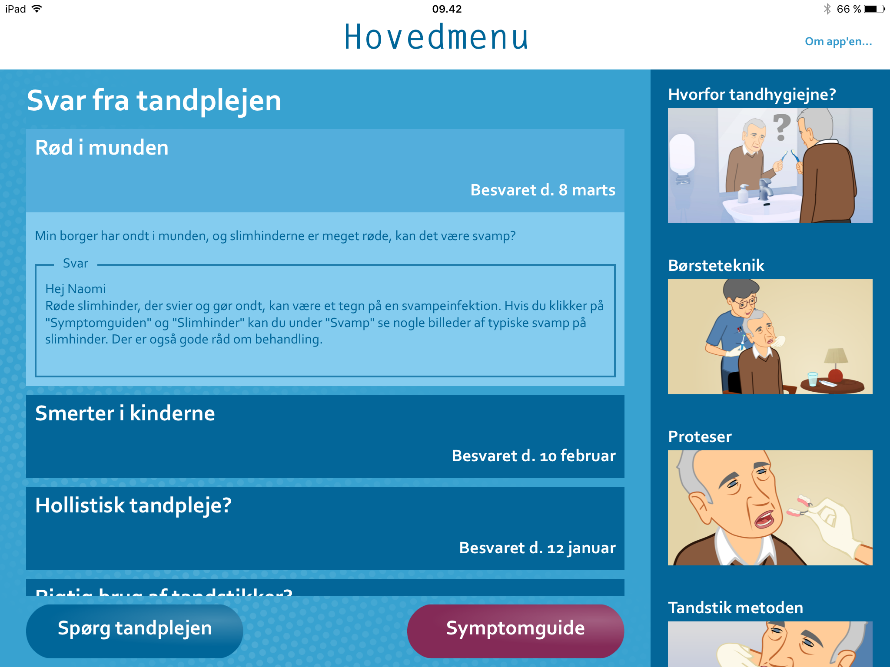 iPad
09.42
66 %
Hovedmenu
Om app'en...
Svar fra tandplejen
Rød i munden
Besvaret d. 8 marts
Min borger har ondt i munden, og slimhinderne er meget røde, kan det være svamp?
Svar
Hej Naomi
Røde slimhinder, der svier og gør ondt, kan være et tegn på en svampeinfektion. Hvis du klikker på
"Symptomguiden" og "Slimhinder" kan du under "Svamp" se nogle billeder af typiske svamp på
slimhinder. Der er også gode råd om behandling.
Smerter i kinderne
Besvaret d. 10 februar
Hollistisk tandpleje?
Besvaret d. 12 januar
Rigtig brug af tandstikker?
Spørg tandplejen
Symptomguide
Hvorfor tandhygiejne?
?
Børsteteknik
Proteser
Tandstik metoden